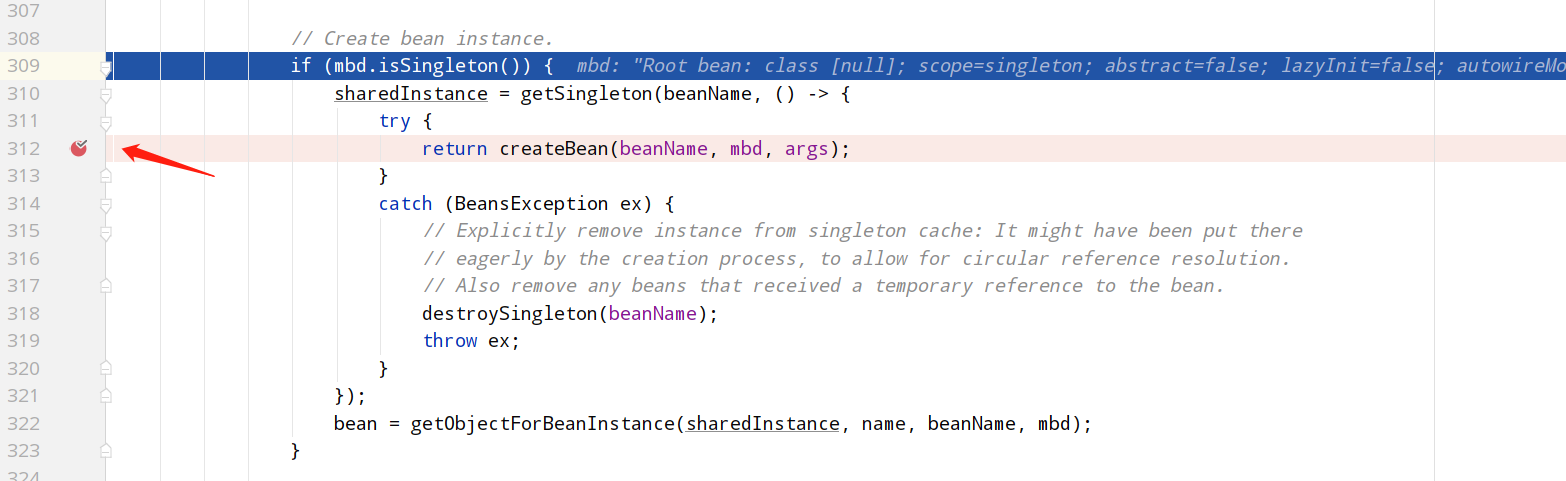 307
308 // Create bean instance.
309 if (mbd.isSingleton()) { mbd: "Root bean: class [null]; scope=singleton; abstract=false; lazyInit=false; autowireMo
310 sharedInstance = getSingleton(beanName, () -> {
311 try {
312 return createBean(beanName, mbd, args);
313 }
314 catch (BeansException ex) {
315 // Explicitly remove instance from singleton cache: It might have been put there
316 // eagerly by the creation process, to allow for circular reference resolution.
317 // Also remove any beans that received a temporary reference to the bean.
318 destroySingleton(beanName);
319 throw ex;
320 }
321 });
322 bean = getObjectForBeanInstance(sharedInstance, name, beanName, mbd);
323 }
324